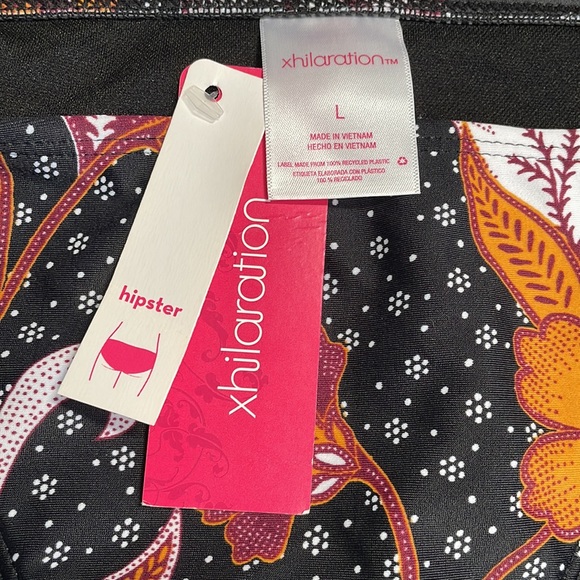 xhilaration™
L
MADE IN VIETNAM
HECHO EN VIETNAM
LABEL MADE FROM 100% RECYCLED PLASTIC
ETIQUETA ELABORADA CON PLÁSTICO
100 % RECICLADO
hipster
xhilaration